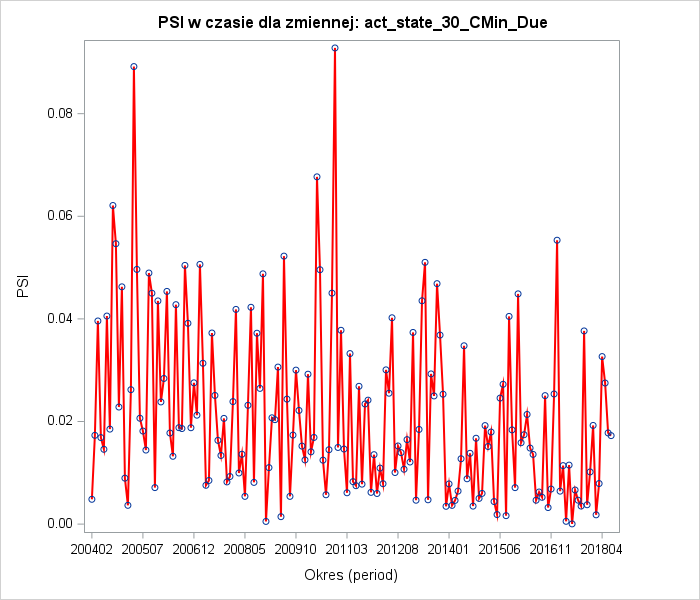 PSI w czasie dla zmiennej: act_state_30_CMin_Due
0.08
0.06
0.04
0.02
0.00
PSI
200402 200507 200612 200805 200910 201103 201208 201401 201506 201611 201804
Okres (period)